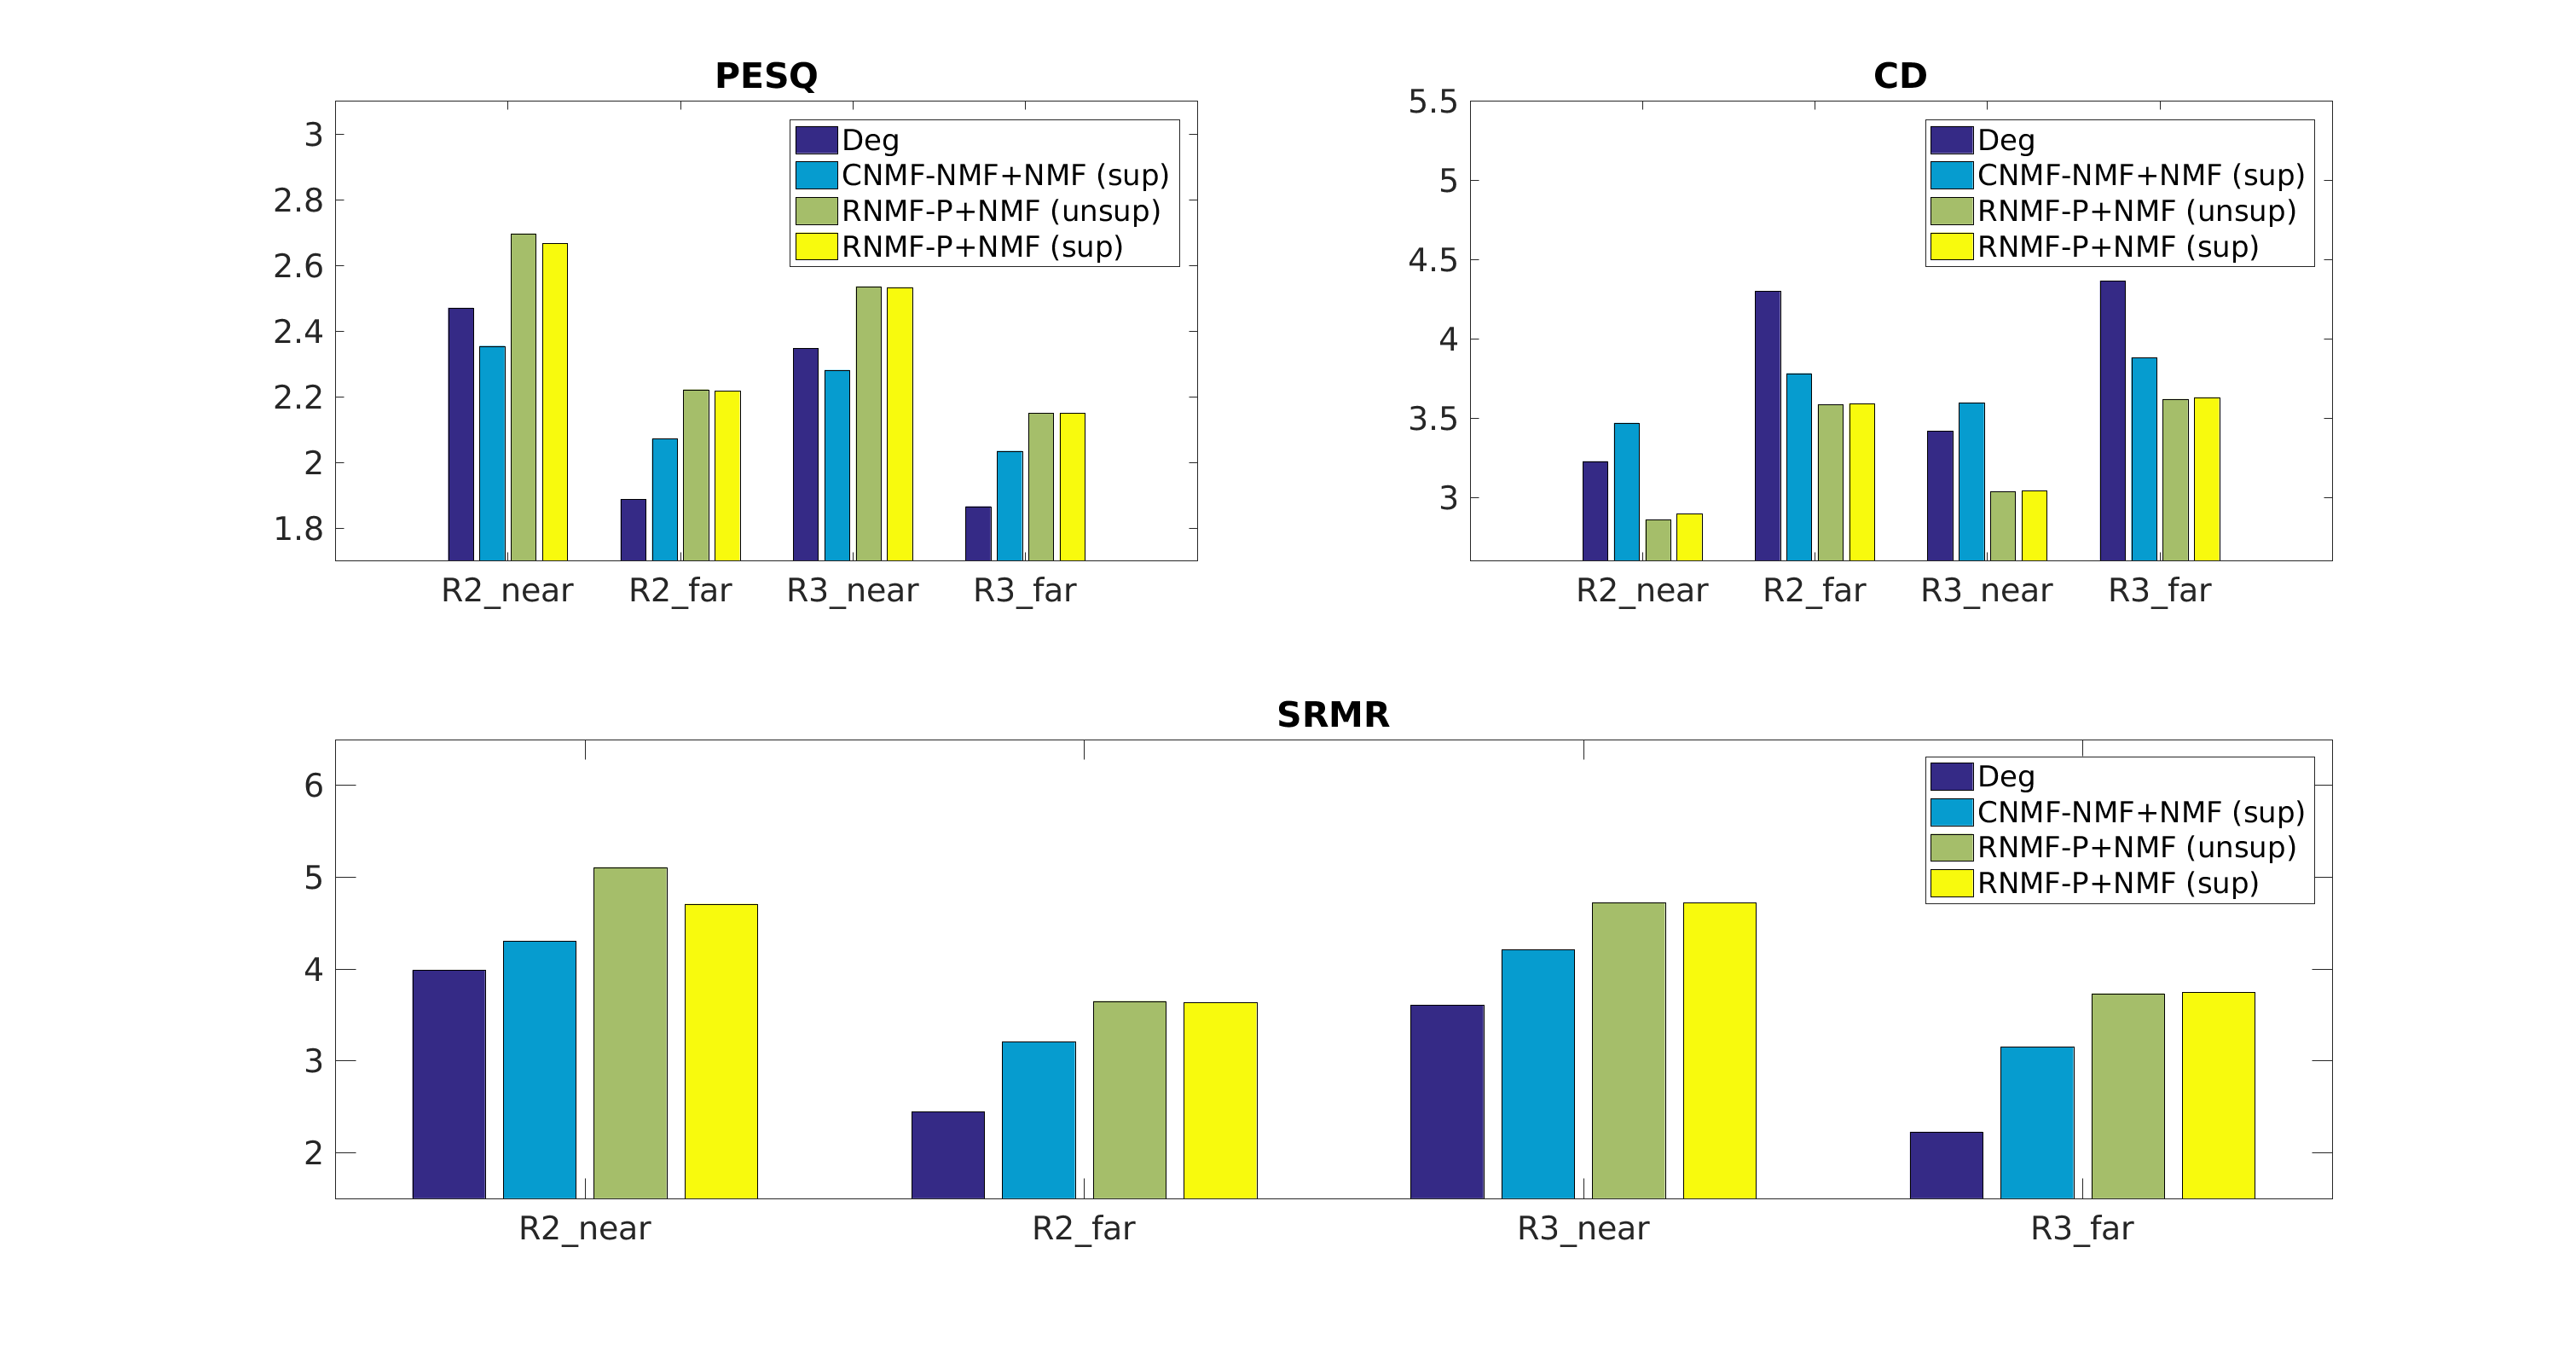 PESQ
3
2.8
2.6
2.4
2.2
2
1.8
Deg
CNMF-NMF+NMF (sup)
RNMF-P+NMF (unsup)
RNMF-P+NMF (sup)
R2_near R2_far R3_near R3_far
CD
5.5
5
4.5
4
3.5
3
Deg
CNMF-NMF+NMF (sup)
RNMF-P+NMF (unsup)
RNMF-P+NMF (sup)
R2_near R2_far R3_near R3_far
SRMR
6
5
4
3
2
Deg
CNMF-NMF+NMF (sup)
RNMF-P+NMF (unsup)
RNMF-P+NMF (sup)
R2_near R2_far R3_near R3_far